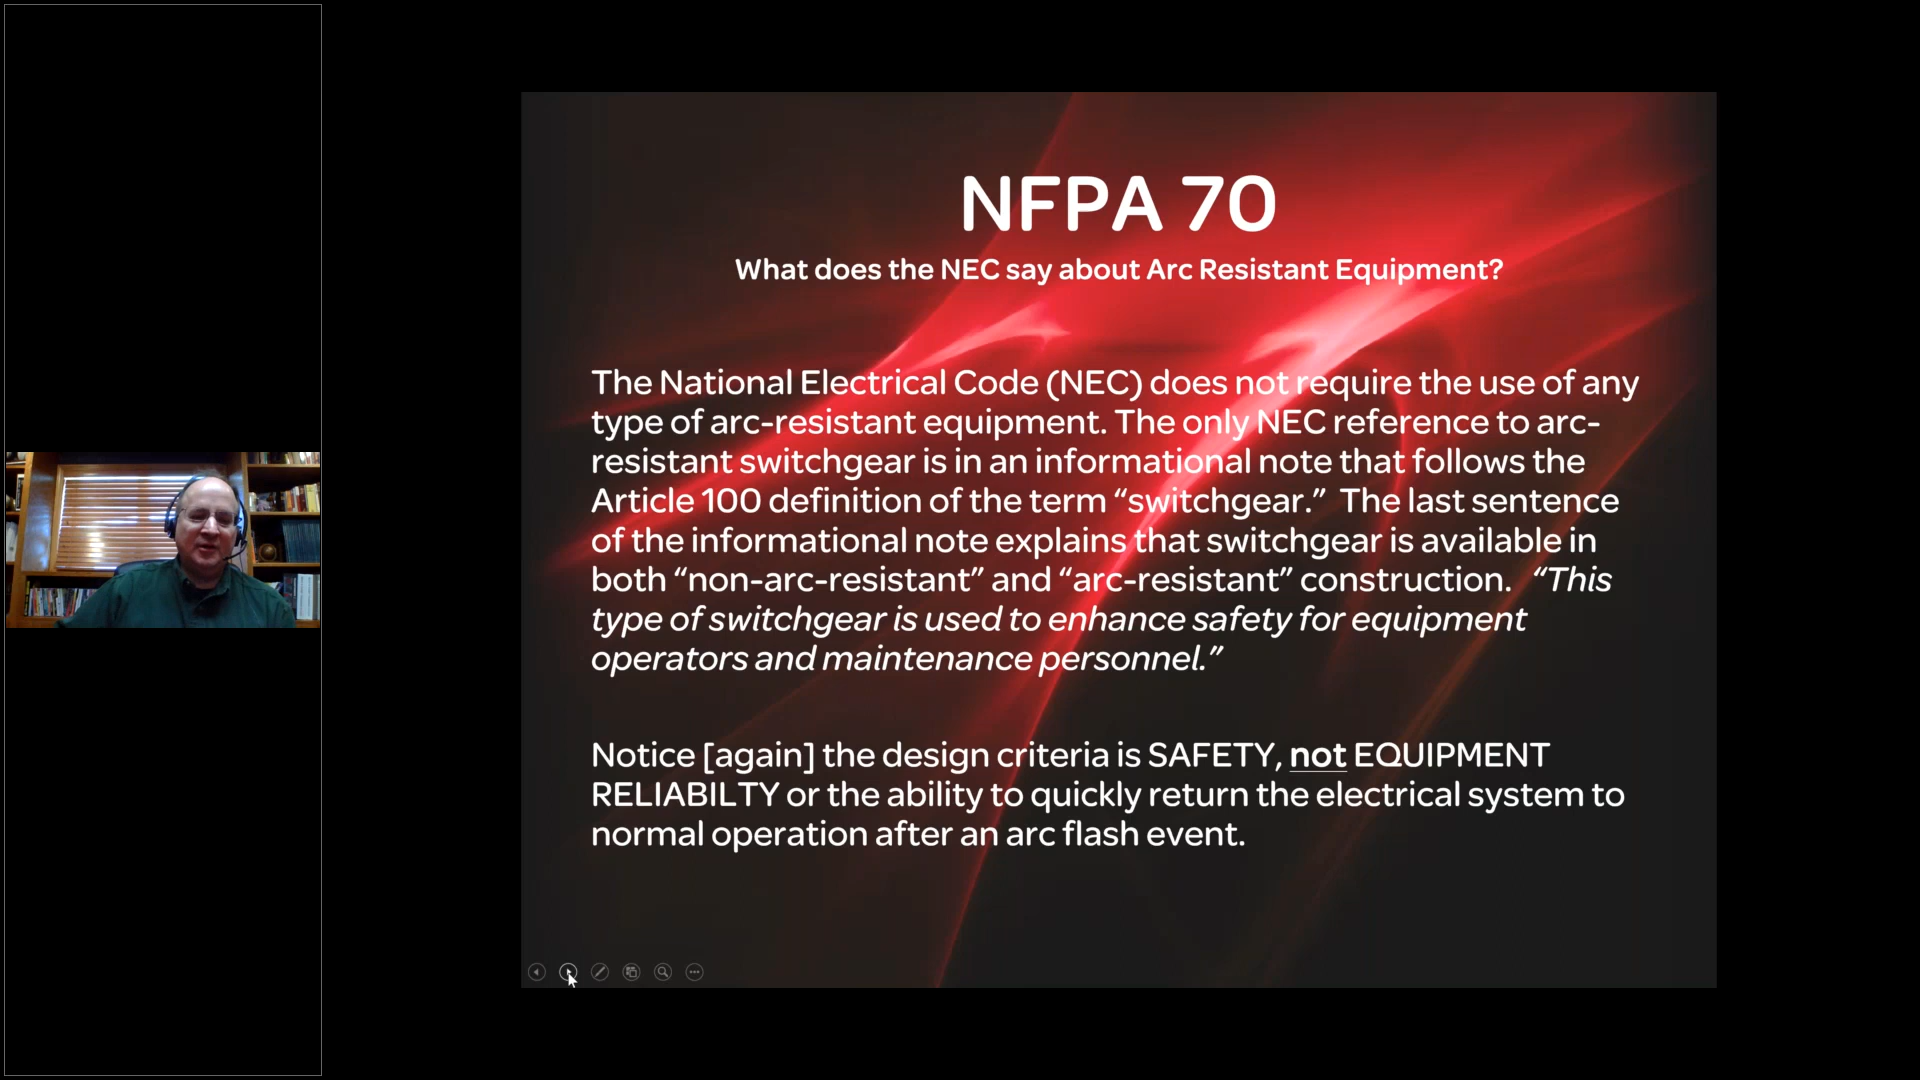 NFPA 70
What does the NEC say about Arc Resistant Equipment?
The National Electrical Code (NEC) does not require the use of any
type of arc-resistant equipment. The only NEC reference to arc-
resistant switchgear is in an informational note that follows the
Article 100 definition of the term “switchgear.” The last sentence
of the informational note explains that switchgear is available in
both “non-arc-resistant” and “arc-resistant” construction. “This
type of switchgear is used to enhance safety for equipment
operators and maintenance personnel.”
Notice [again] the design criteria is SAFETY, not EQUIPMENT
RELIABILTY or the ability to quickly return the electrical system to
normal operation after an arc flash event.